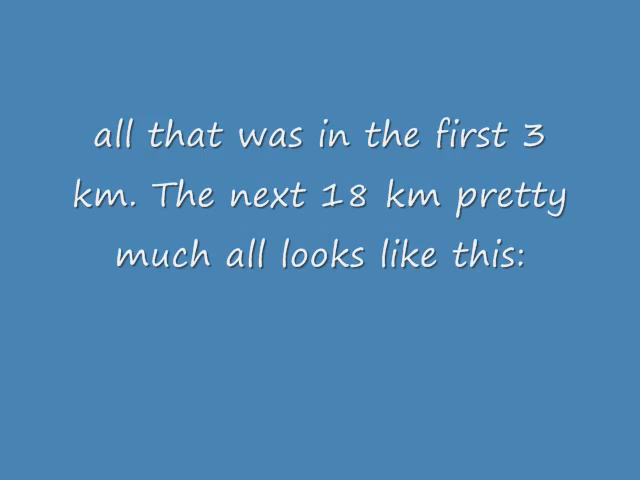 all that was in the first 3
km. The next 18 km pretty
much all looks like this: